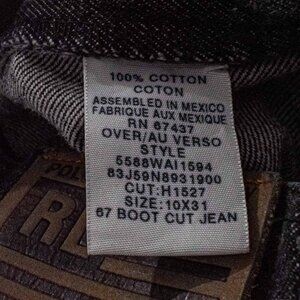 100% COTTON
COTON
ASSEMBLED IN MEXICO
FABRIQUE AUX MEXIQUE
RN 67437
OVER/AU VERSO
STYLE
5588WAI1594
83J59N8931900
CUT:H1527
SIZE:10X31
67 BOOT CUT JEAN
POL